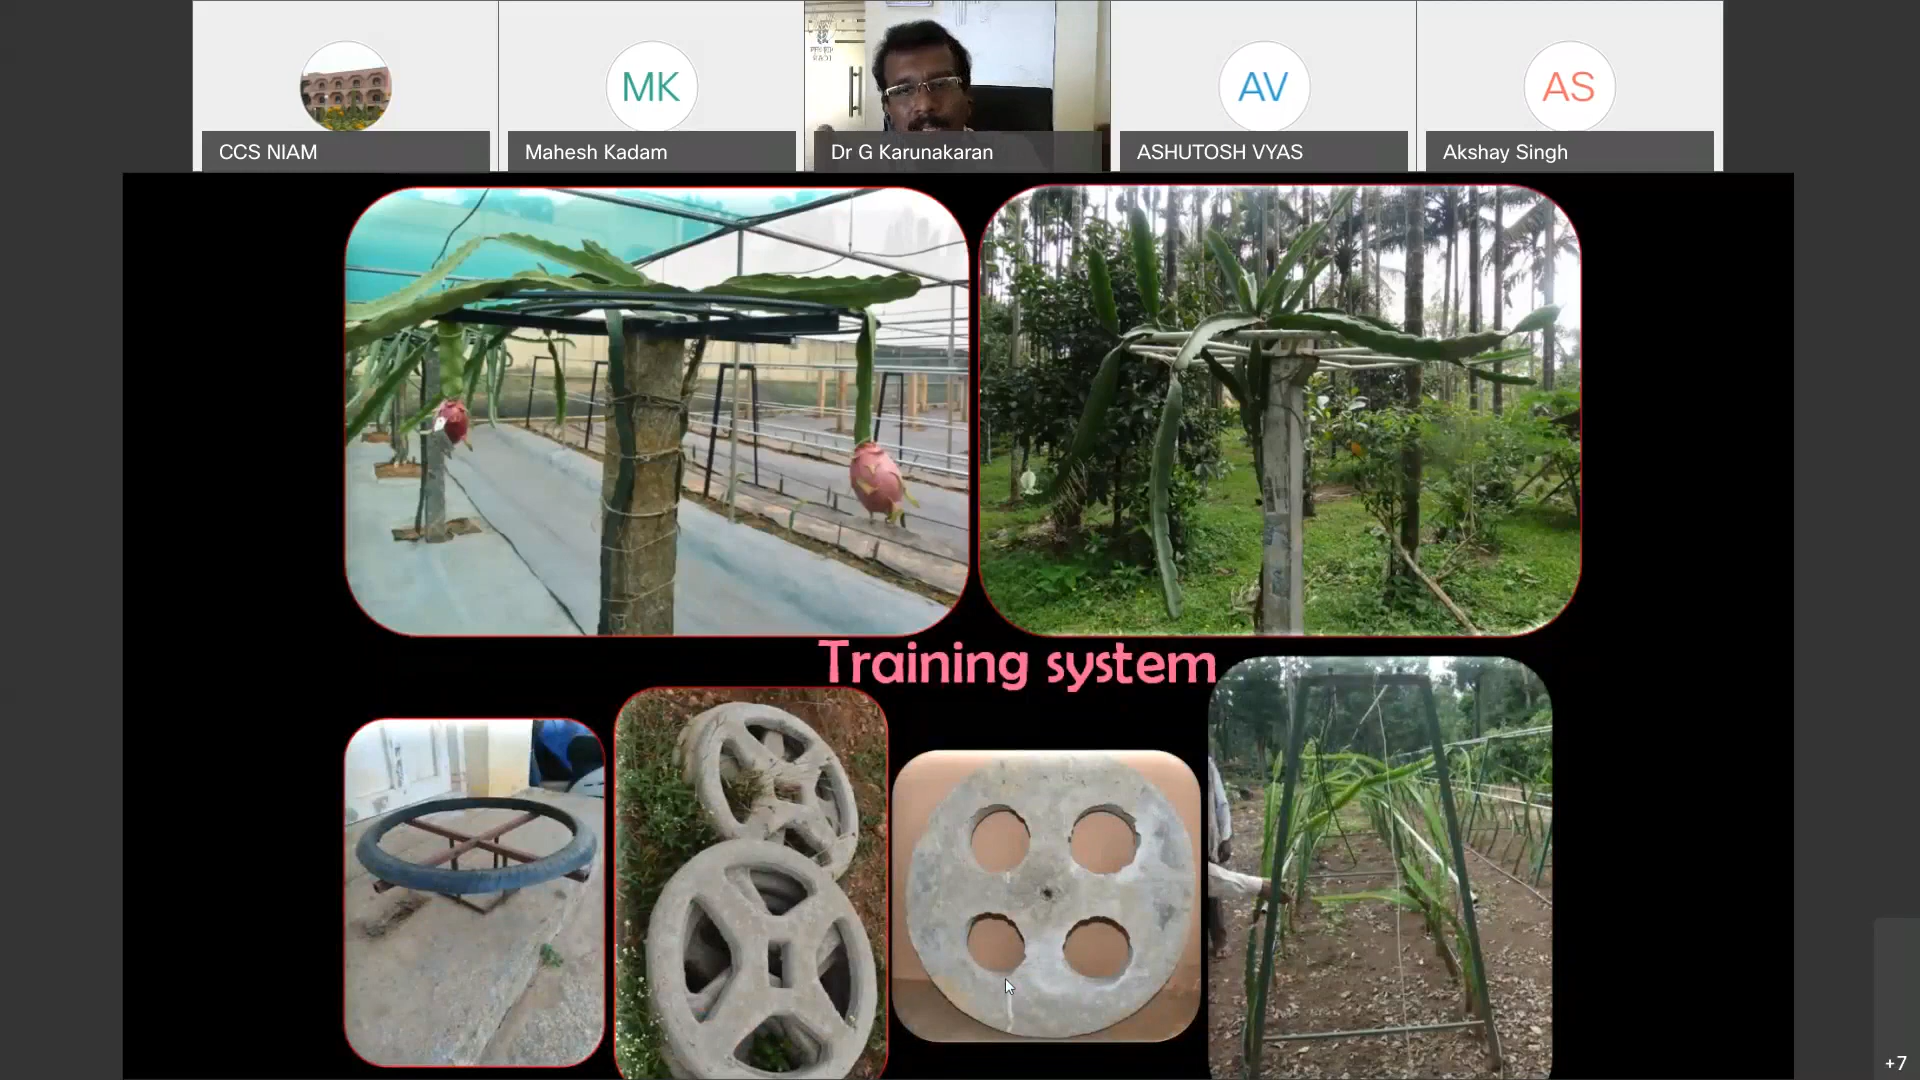 CCS NIAM
MK
Mahesh Kadam
Dr G Karunakaran
AV
ASHUTOSH VYAS
AS
Akshay Singh
Training system
+7